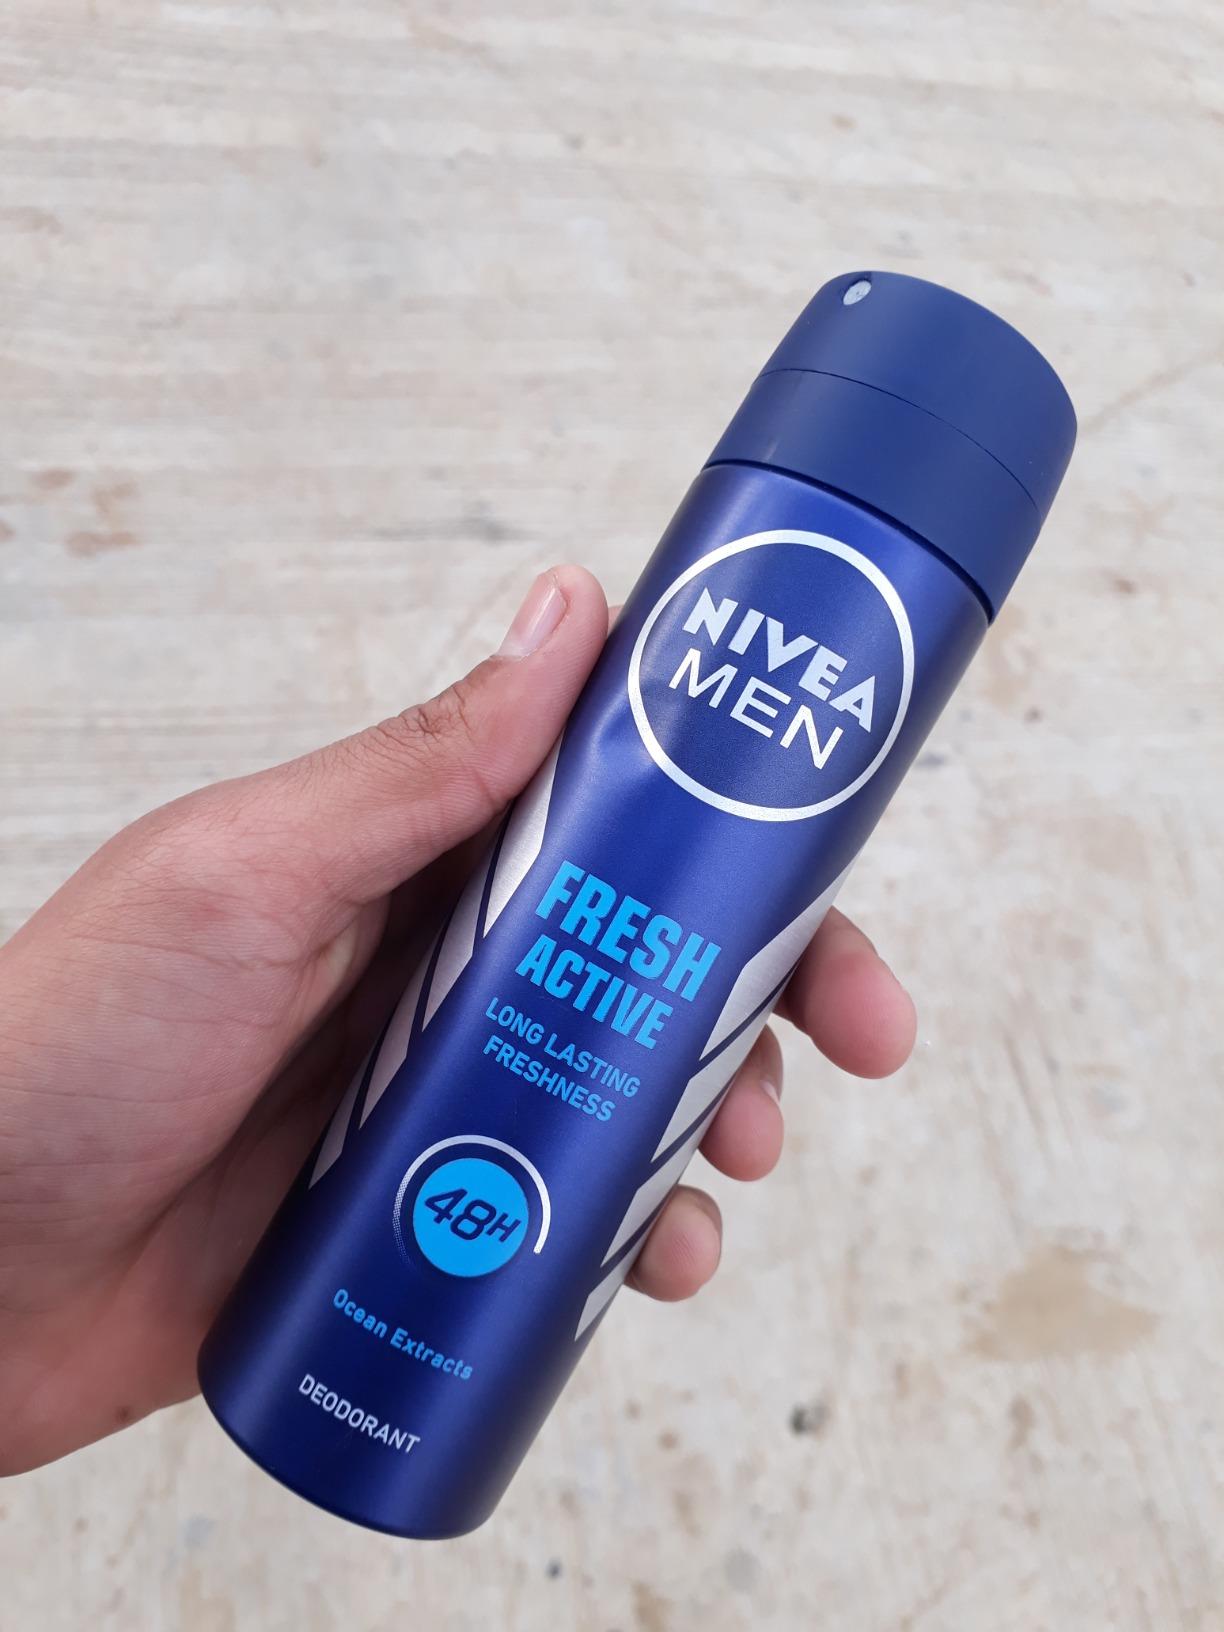 NIVEA
MEN
FRESH
ACTIVE
LONG LASTING
FRESHNESS
48H
Ocean Extracts
DEODORANT